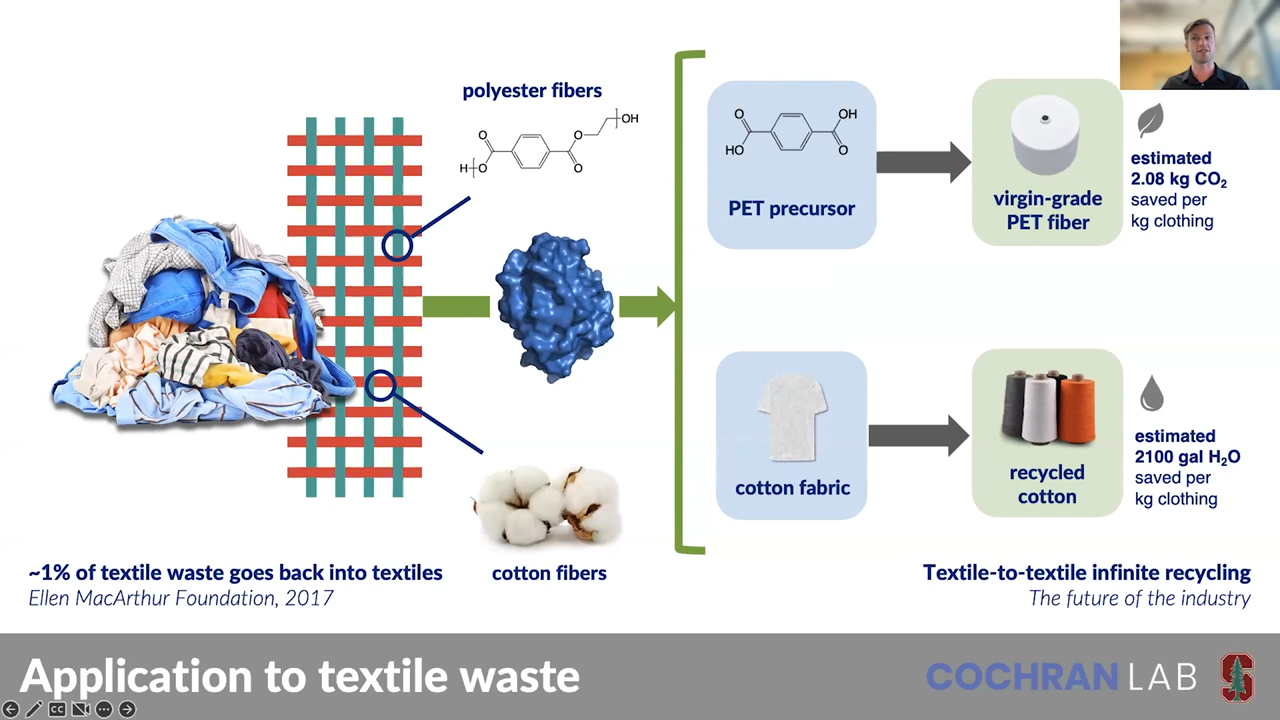 polyester fibers
O
O
H
O
O
O
OH
cotton fibers
~1% of textile waste goes back into textiles
Ellen MacArthur Foundation, 2017
O
OH
HO
O
PET precursor
virgin-grade
PET fiber
estimated
2.08 kg CO₂
saved per
kg clothing
cotton fabric
recycled
cotton
estimated
2100 gal H₂O
saved per
kg clothing
Textile-to-textile infinite recycling
The future of the industry
Application to textile waste
COCHRAN LAB
CC